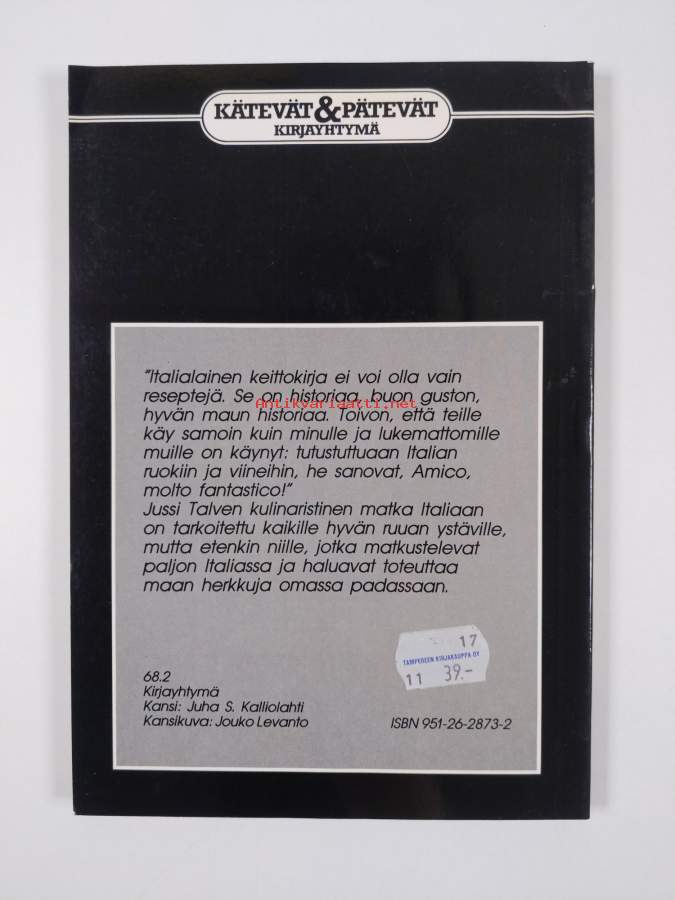 KÄTEVÄT & PÄTEVÄT
KIRJAYHTYMÄ
"Italialainen keittokirja ei voi olla vain
reseptejä. Se on historiaa, buon guston,
Antikvariaatti.net
hyvän maun historiaa. Toivon, että teille
käy samoin kuin minulle ja lukemattomille
muille on käynyt: tutustuttuaan Italian
ruokiin ja viineihin, he sanovat, Amico,
molto fantastico!"
Jussi Talven kulinaristinen matka Italiaan
on tarkoitettu kaikille hyvän ruuan ystäville,
mutta etenkin niille, jotka matkustelevat
paljon Italiassa ja haluavat toteuttaa
maan herkkuja omassa padassaan.
17
TAMPEREEN KIRJAKAUPPA OY
11 39.-
68.2
Kirjayhtymä
Kansi: Juha S. Kalliolahti
Kansikuva: Jouko Levanto
ISBN 951-26-2873-2